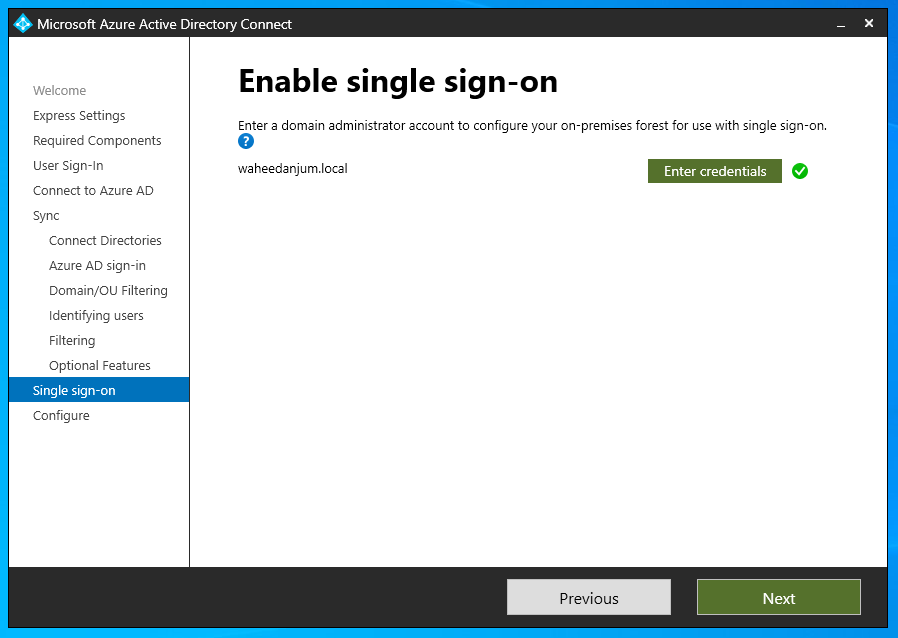 Microsoft Azure Active Directory Connect
Welcome
Express Settings
Required Components
User Sign-In
Connect to Azure AD
Sync
Connect Directories
Azure AD sign-in
Domain/OU Filtering
Identifying users
Filtering
Optional Features
Single sign-on
Configure
Enable single sign-on
Enter a domain administrator account to configure your on-premises forest for use with single sign-on.
?
waheedanjum.local
Enter credentials
Previous
Next